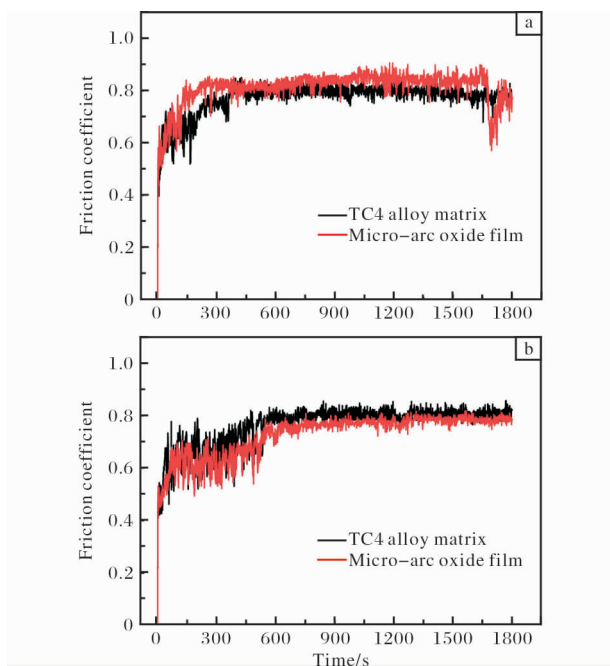 a
1.0
0.8
0.6
0.4
0.2
0
Friction coefficient
TC4 alloy matrix
Micro-arc oxide film
0 300 600 900 1200 1500 1800
b
1.0
0.8
0.6
0.4
0.2
0
Friction coefficient
TC4 alloy matrix
Micro-arc oxide film
0 300 600 900 1200 1500 1800
Time/s